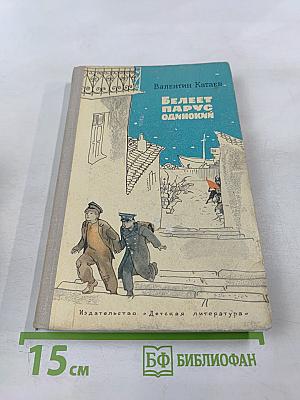 Валентин Катаев
Белеет
парус
одинокий
Издательство «Детская литература»
15 см
БФ БИБЛИОФАН